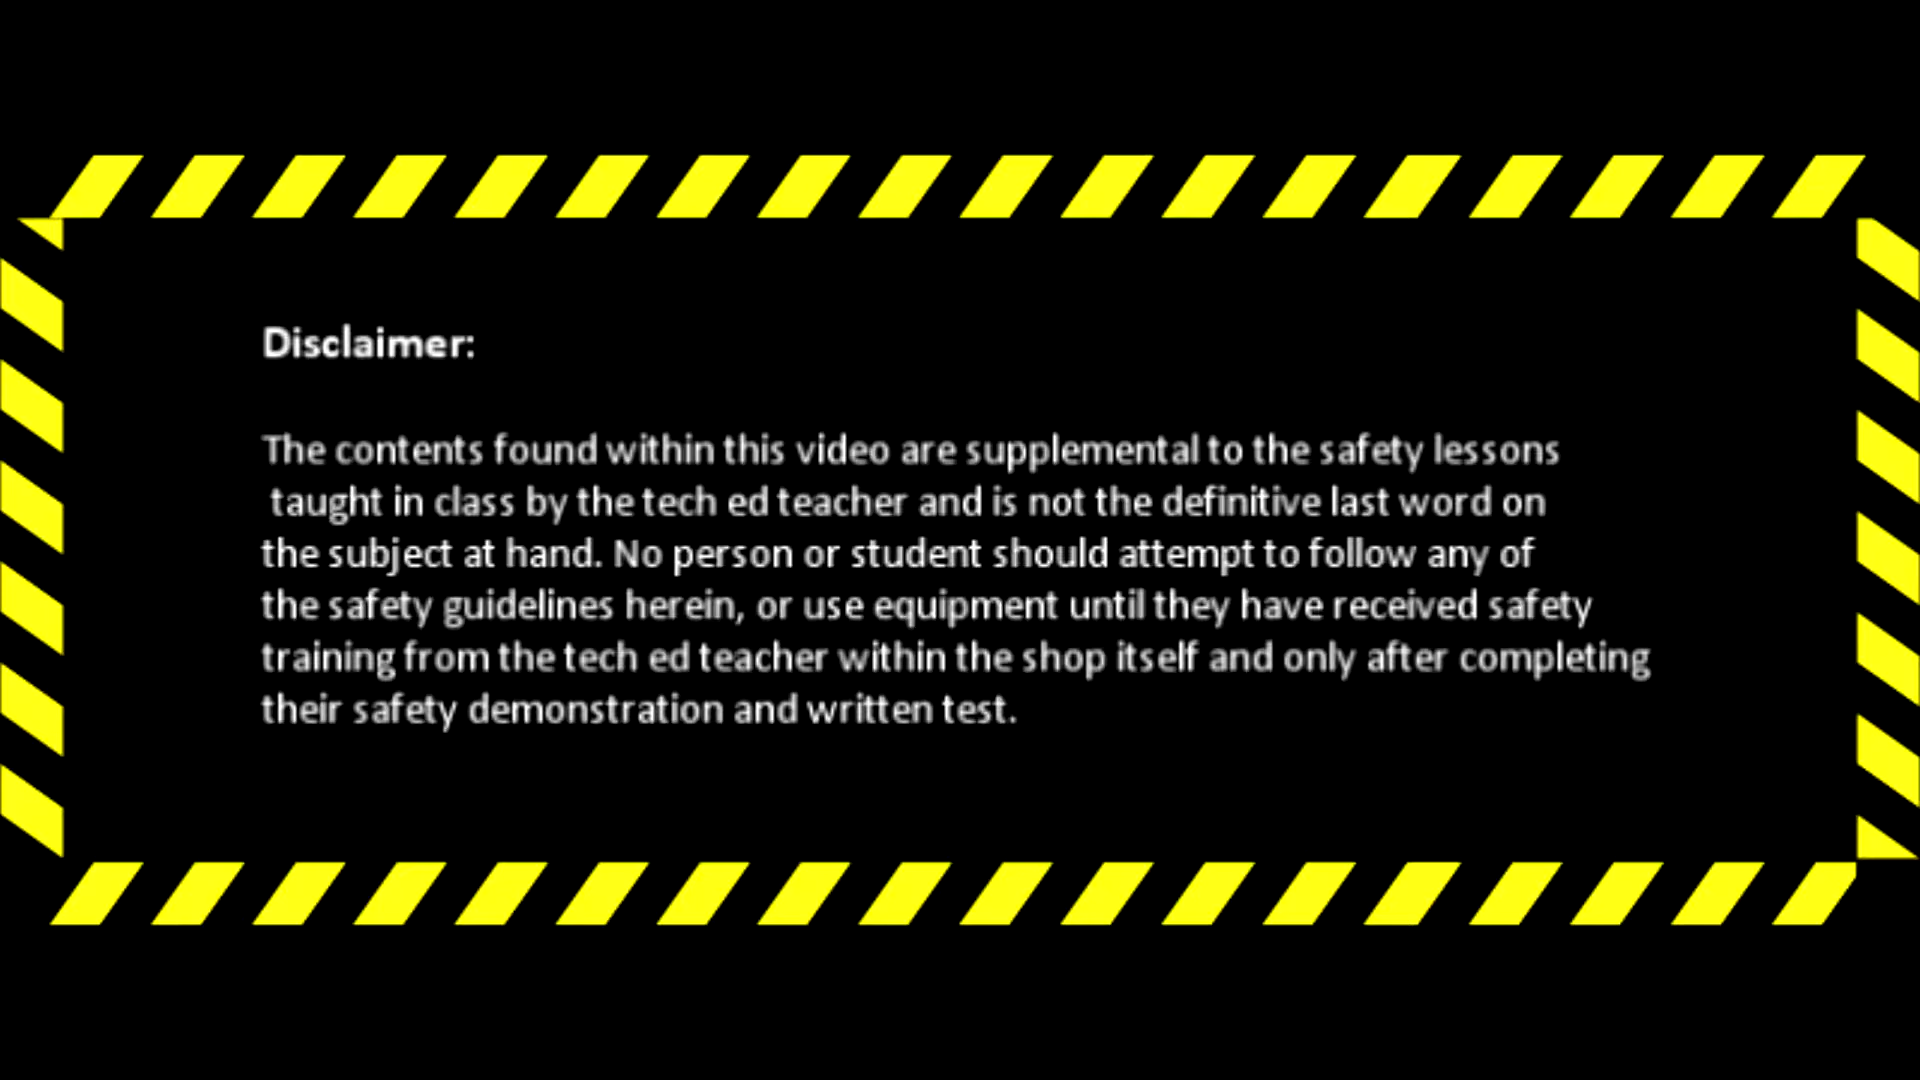 Disclaimer:
The contents found within this video are supplemental to the safety lessons
taught in class by the tech ed teacher and is not the definitive last word on
the subject at hand. No person or student should attempt to follow any of
the safety guidelines herein, or use equipment until they have received safety
training from the tech ed teacher within the shop itself and only after completing
their safety demonstration and written test.